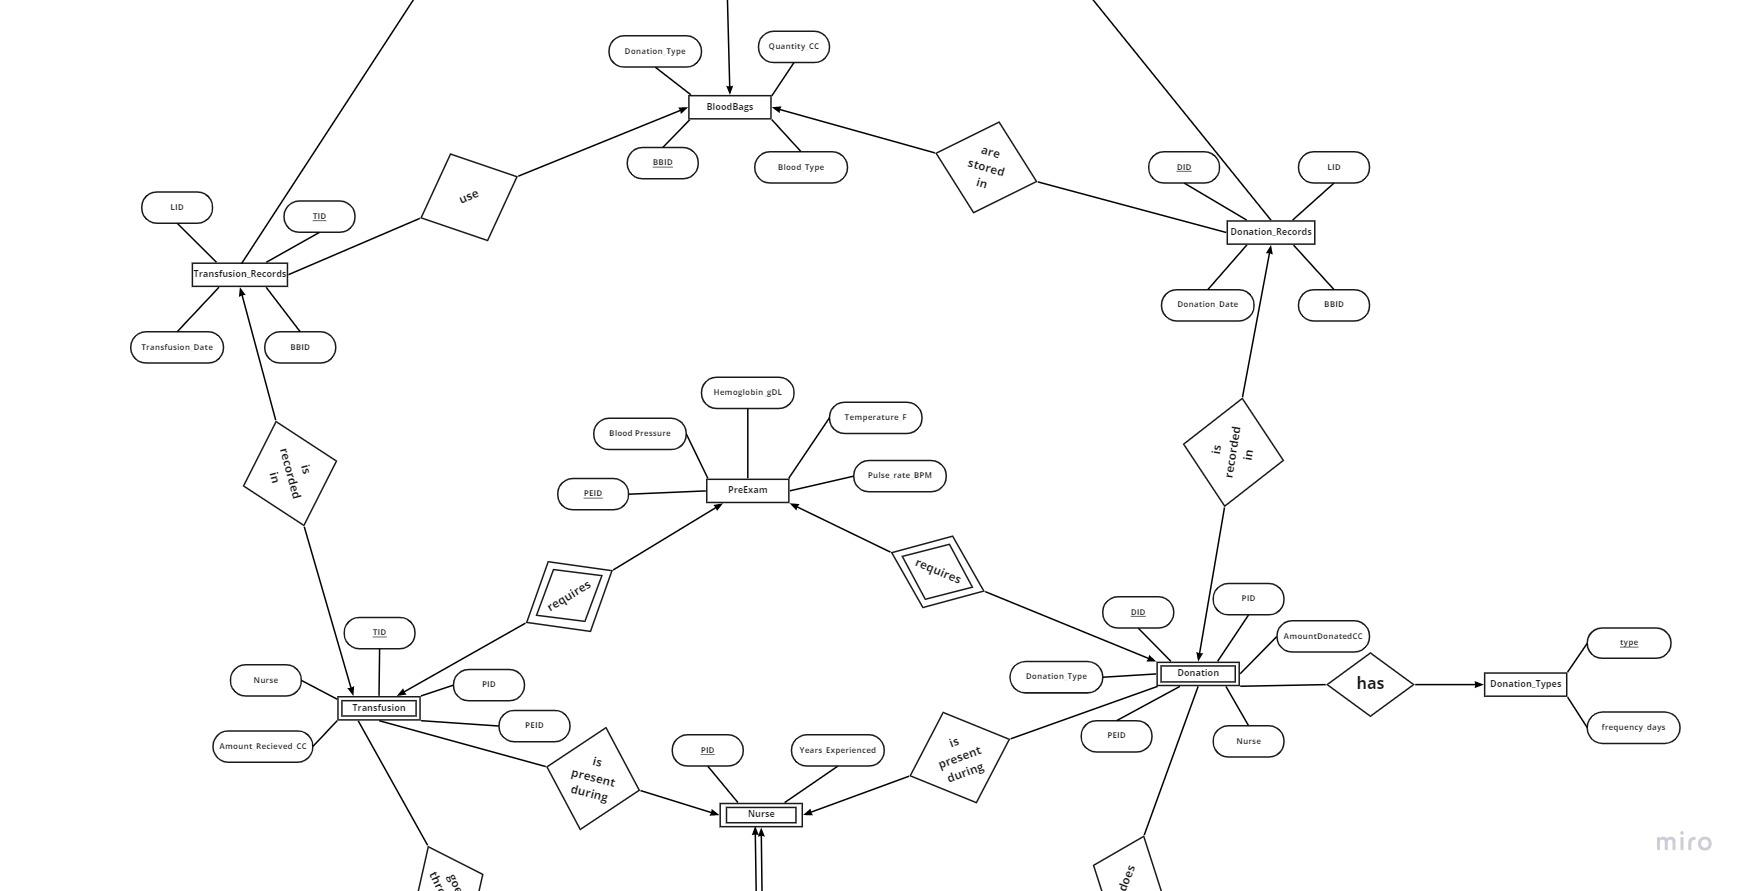 Donation Type
Quantity CC
BloodBags
BBID
Blood Type
are
stored
in
use
DID
LID
Donation_Records
Donation Date
BBID
LID
TID
Transfusion_Records
Transfusion Date
BBID
Hemoglobin gDL
Temperature F
Blood Pressure
Pulse rate BPM
PEID
PreExam
is
recorded
in
is
recorded
in
requires
requires
TID
Nurse
PID
Transfusion
PEID
Amount Recieved CC
DID
PID
AmountDonatedCC
Donation Type
Donation
PEID
Nurse
has
type
Donation_Types
frequency days
is
present
during
is
present
during
PID
Years Experienced
Nurse
does
miro